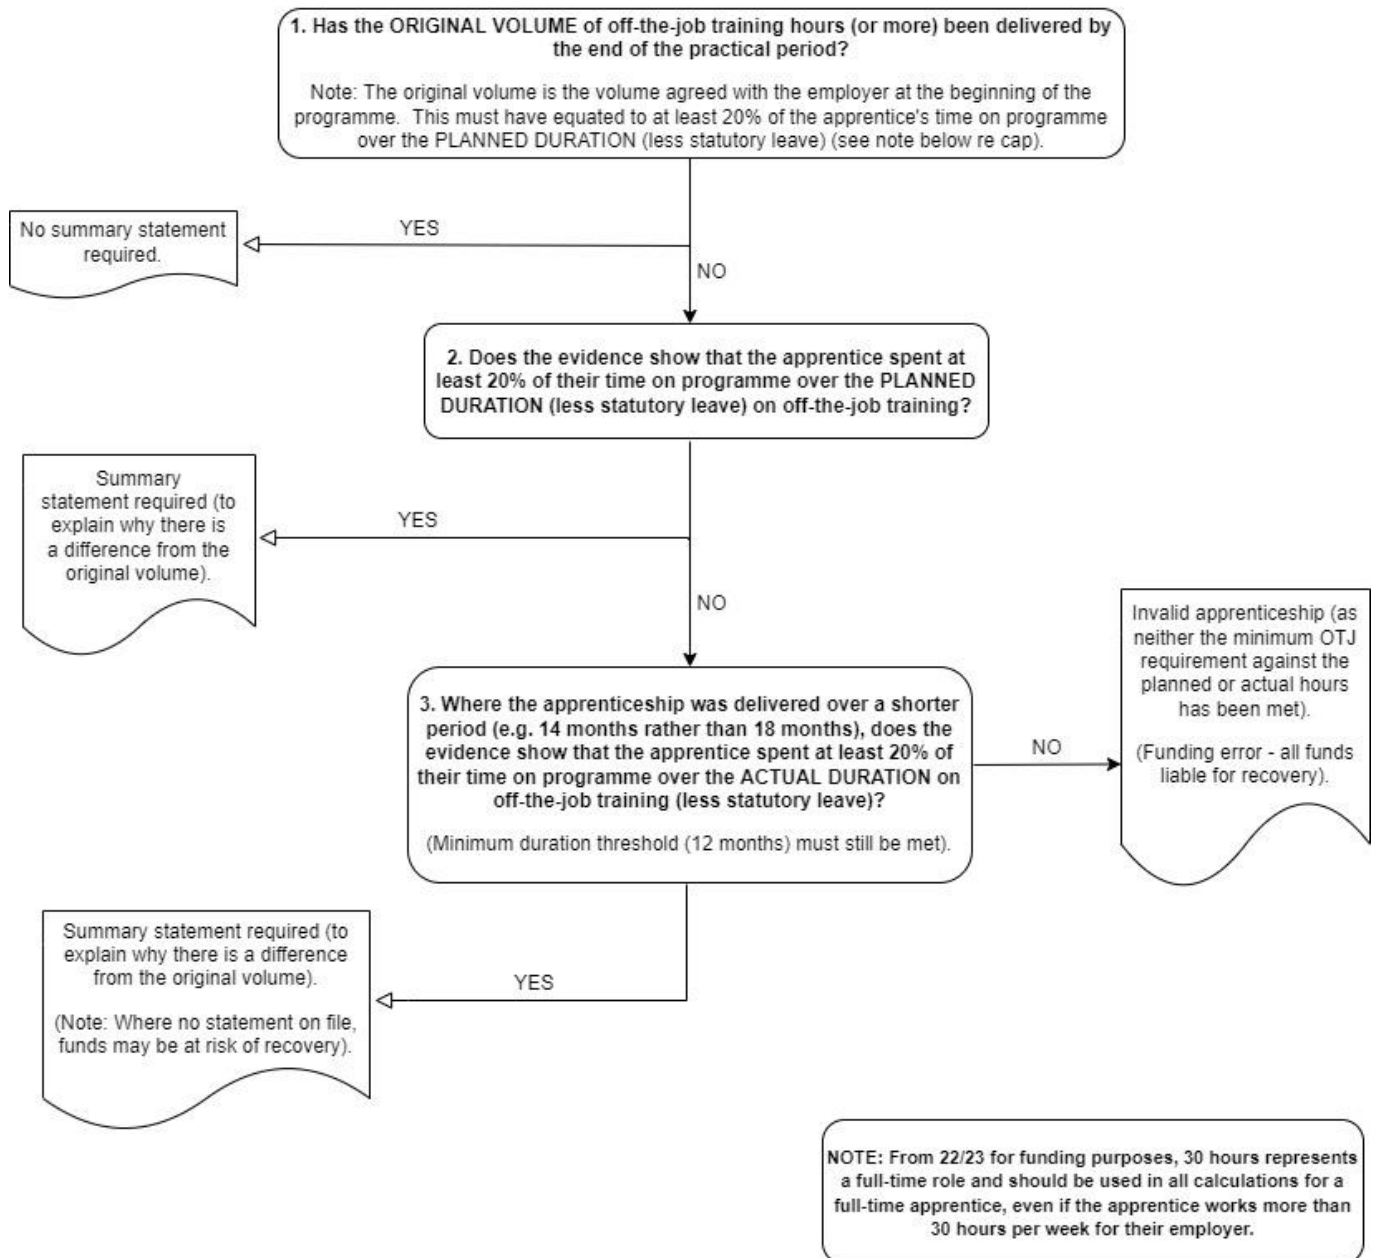 1. Has the ORIGINAL VOLUME of off-the-job training hours (or more) been delivered by
the end of the practical period?
Note: The original volume is the volume agreed with the employer at the beginning of the
programme.  This must have equated to at least 20% of the apprentice's time on programme
over the PLANNED DURATION (less statutory leave) (see note below re cap).
YES
No summary statement
required.
NO
2. Does the evidence show that the apprentice spent at
least 20% of their time on programme over the PLANNED
DURATION (less statutory leave) on off-the-job training?
YES
Summary
statement required (to
explain why there is
a difference from the
original volume).
NO
3. Where the apprenticeship was delivered over a shorter
period (e.g. 14 months rather than 18 months), does the
evidence show that the apprentice spent at least 20% of
their time on programme over the ACTUAL DURATION on
off-the-job training (less statutory leave)?
(Minimum duration threshold (12 months) must still be met).
NO
Invalid apprenticeship (as
neither the minimum OTJ
requirement against the
planned or actual hours
has been met).
(Funding error - all funds
liable for recovery).
YES
Summary statement required (to
explain why there is a difference
from the original volume).
(Note: Where no statement on file,
funds may be at risk of recovery).
NOTE: From 22/23 for funding purposes, 30 hours represents
a full-time role and should be used in all calculations for a
full-time apprentice, even if the apprentice works more than
30 hours per week for their employer.